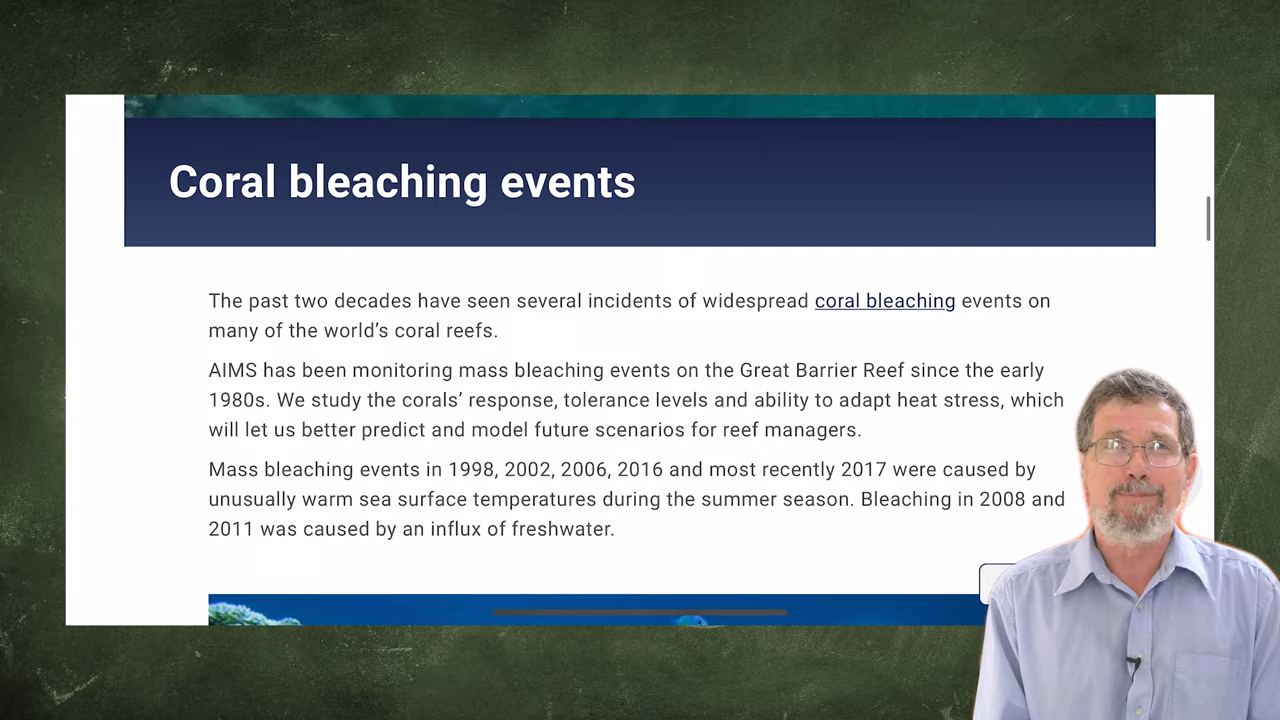 Coral bleaching events
The past two decades have seen several incidents of widespread coral bleaching events on
many of the world's coral reefs.
AIMS has been monitoring mass bleaching events on the Great Barrier Reef since the early
1980s. We study the corals' response, tolerance levels and ability to adapt heat stress, which
will let us better predict and model future scenarios for reef managers.
Mass bleaching events in 1998, 2002, 2006, 2016 and most recently 2017 were caused by
unusually warm sea surface temperatures during the summer season. Bleaching in 2008 and
2011 was caused by an influx of freshwater.